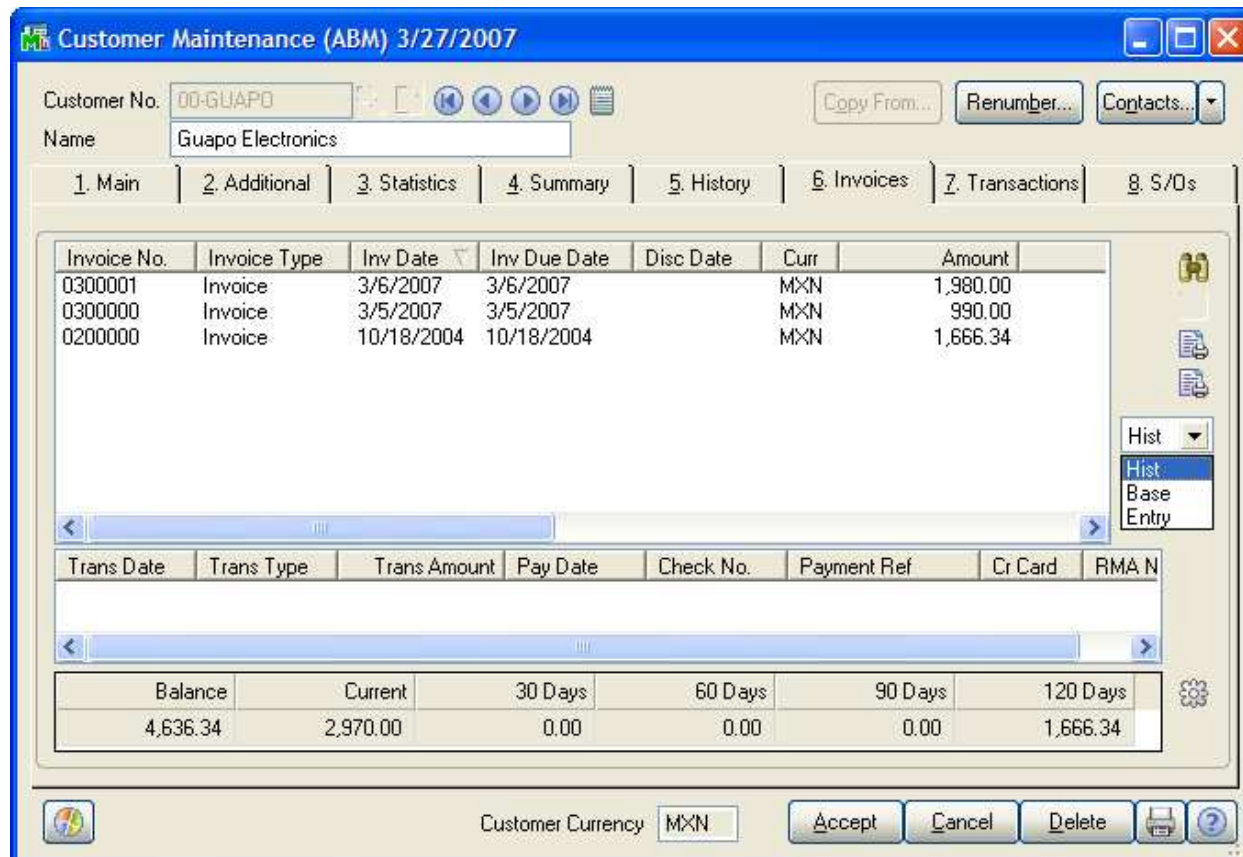 Customer Maintenance (ABM) 3/27/2007
Customer No. 00-GUAPO Copy From... Renumber... Contacts...
Name Guapo Electronics
1. Main 2. Additional 3. Statistics 4. Summary 5. History 6. Invoices 7. Transactions 8. S/Os
Invoice No. Invoice Type Inv Date Inv Due Date Disc Date Curr Amount
0300001 Invoice 3/6/2007 3/6/2007 MXN 1,980.00
0300000 Invoice 3/5/2007 3/5/2007 MXN 990.00
0200000 Invoice 10/18/2004 10/18/2004 MXN 1,666.34
Hist
Hist
Base
Entry
Trans Date Trans Type Trans Amount Pay Date Check No. Payment Ref Cr Card RMA N
Balance Current 30 Days 60 Days 90 Days 120 Days
4,636.34 2,970.00 0.00 0.00 0.00 1,666.34
Customer Currency MXN Accept Cancel Delete